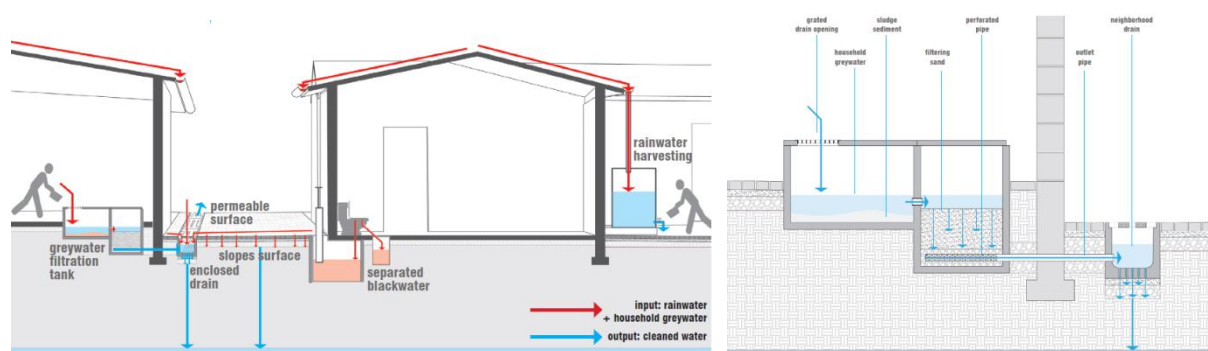 permeable
surface
greywater
filtration
tank
enclosed
drain
slopes surface
separated
blackwater
rainwater
harvesting
input: rainwater
+ household greywater
output: cleaned water
grated
drain opening
household
greywater
sludge
sediment
filtering
sand
perforated
pipe
outlet
pipe
neighborhood
drain